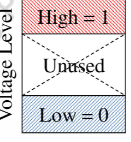 Voltage Level
High = 1
Unused
Low = 0